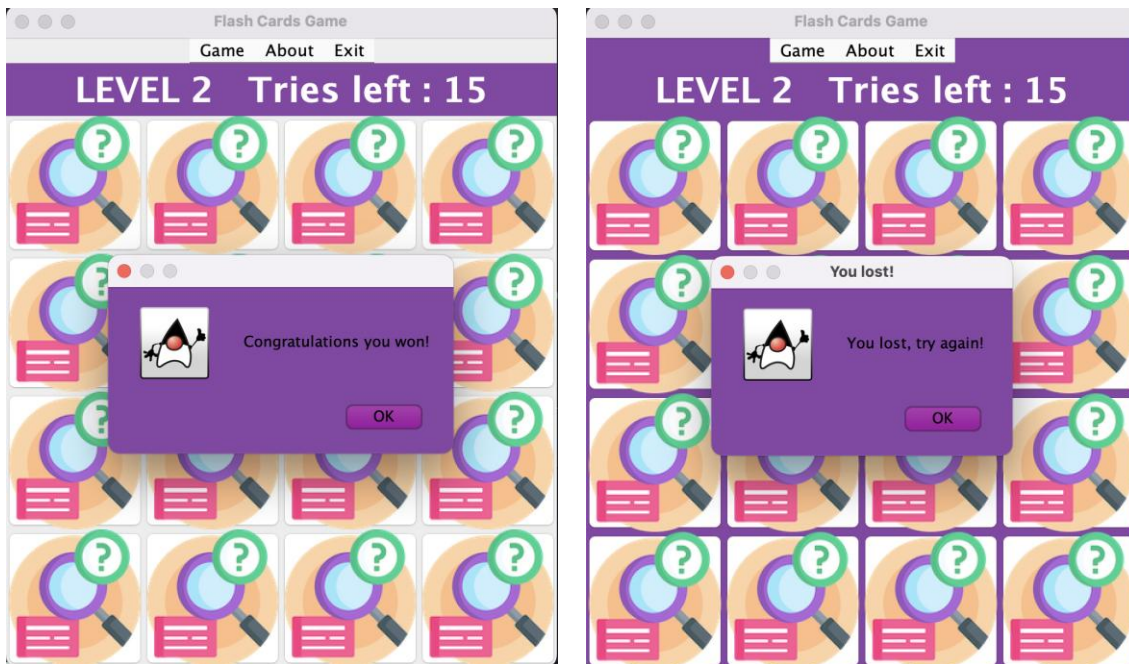 Flash Cards Game
Game About Exit
LEVEL 2 Tries left : 15
?
?
?
?
?
?
Congratulations you won!
OK
?
?
?
?
?
?
?
?
Flash Cards Game
Game About Exit
LEVEL 2 Tries left : 15
?
?
?
?
?
?
You lost!
You lost, try again!
OK
?
?
?
?
?
?
?
?